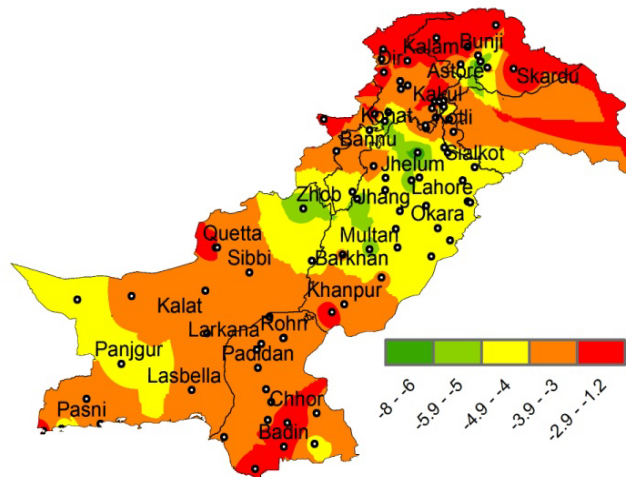 Kalam
Bunji
Dir
Astore
Skardu
Kakul
Kohat
Kotli
Bannu
Jhelum
Sialkot
Zhob
Jhang
Lahore
Okara
Quetta
Multan
Sibbi
Barkhan
Kalat
Khanpur
Larkana
Rohri
Panjgur
Padidan
Lasbella
Pasni
Chhor
Badin
-8 - -6
-5.9 - -5
-4.9 - -4
-3.9 - -3
-2.9 - -1.2